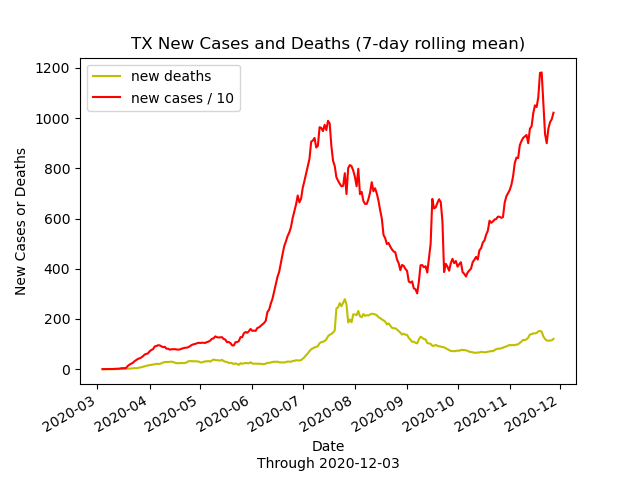 TX New Cases and Deaths (7-day rolling mean)
new deaths
new cases / 10
1200
1000
800
600
400
200
0
New Cases or Deaths
2020-03
2020-04
2020-05
2020-06
2020-07
2020-08
2020-09
2020-10
2020-11
2020-12
Date
Through 2020-12-03